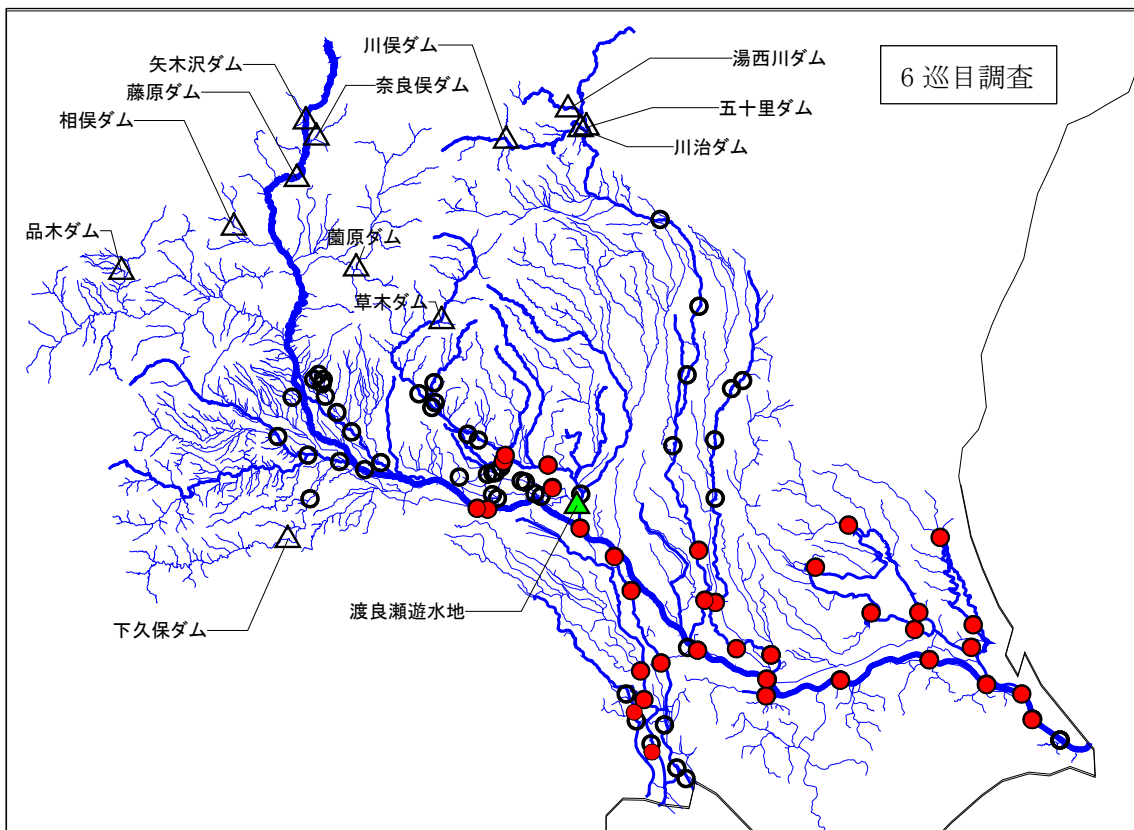 川俣ダム
湯西川ダム
矢木沢ダム
6巡目調査
奈良俣ダム
藤原ダム
五十里ダム
相俣ダム
川治ダム
品木ダム
薗原ダム
草木ダム
渡良瀬遊水地
下久保ダム